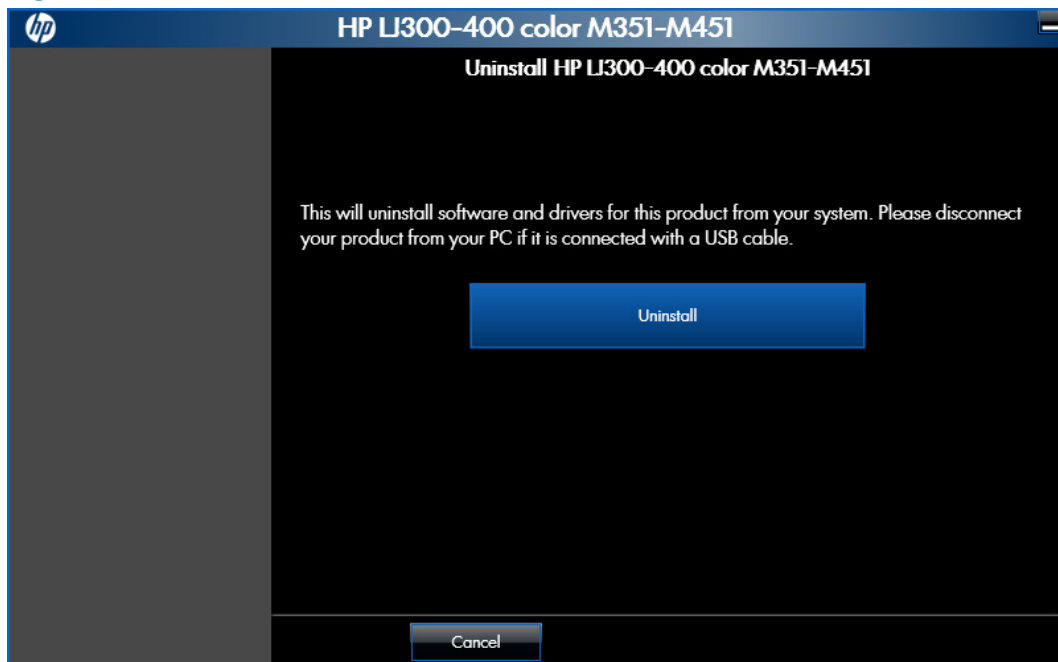 hp
HP LJ300-400 color M351-M451
Uninstall HP LJ300-400 color M351-M451
This will uninstall software and drivers for this product from your system. Please disconnect
your product from your PC if it is connected with a USB cable.
Uninstall
Cancel